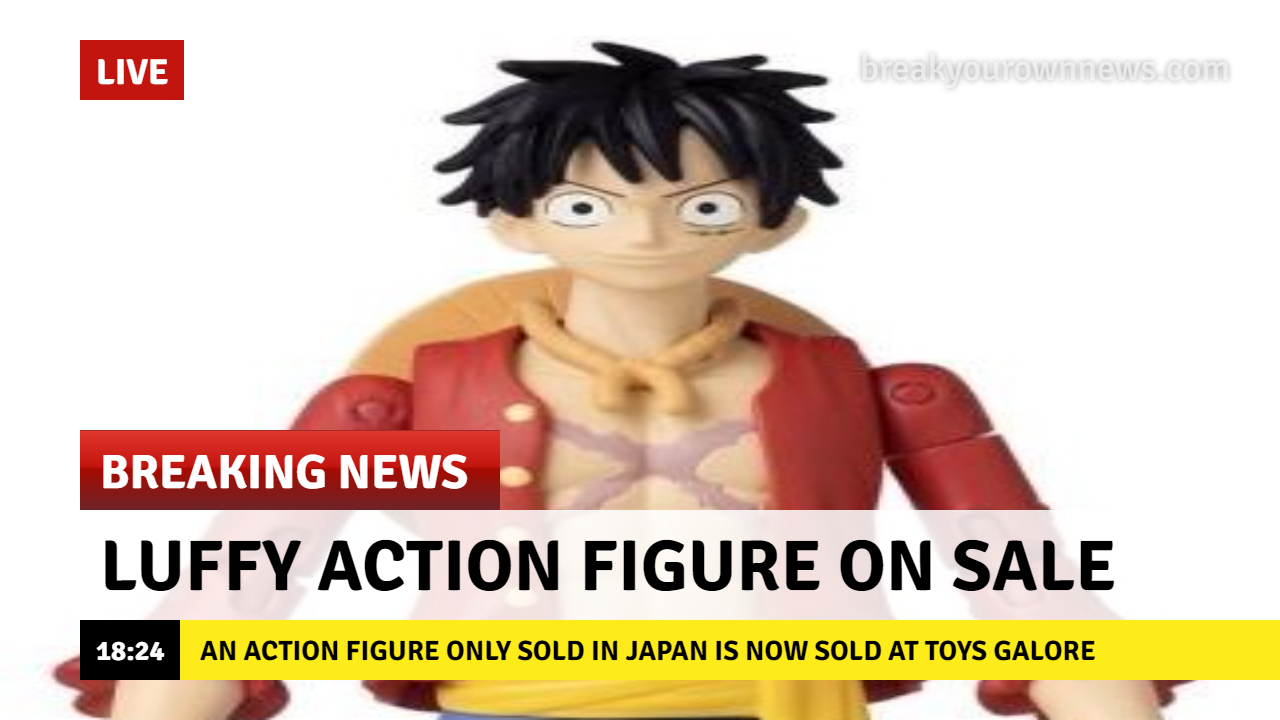 LIVE
breakyourownnews.com
BREAKING NEWS
LUFFY ACTION FIGURE ON SALE
18:24 AN ACTION FIGURE ONLY SOLD IN JAPAN IS NOW SOLD AT TOYS GALORE